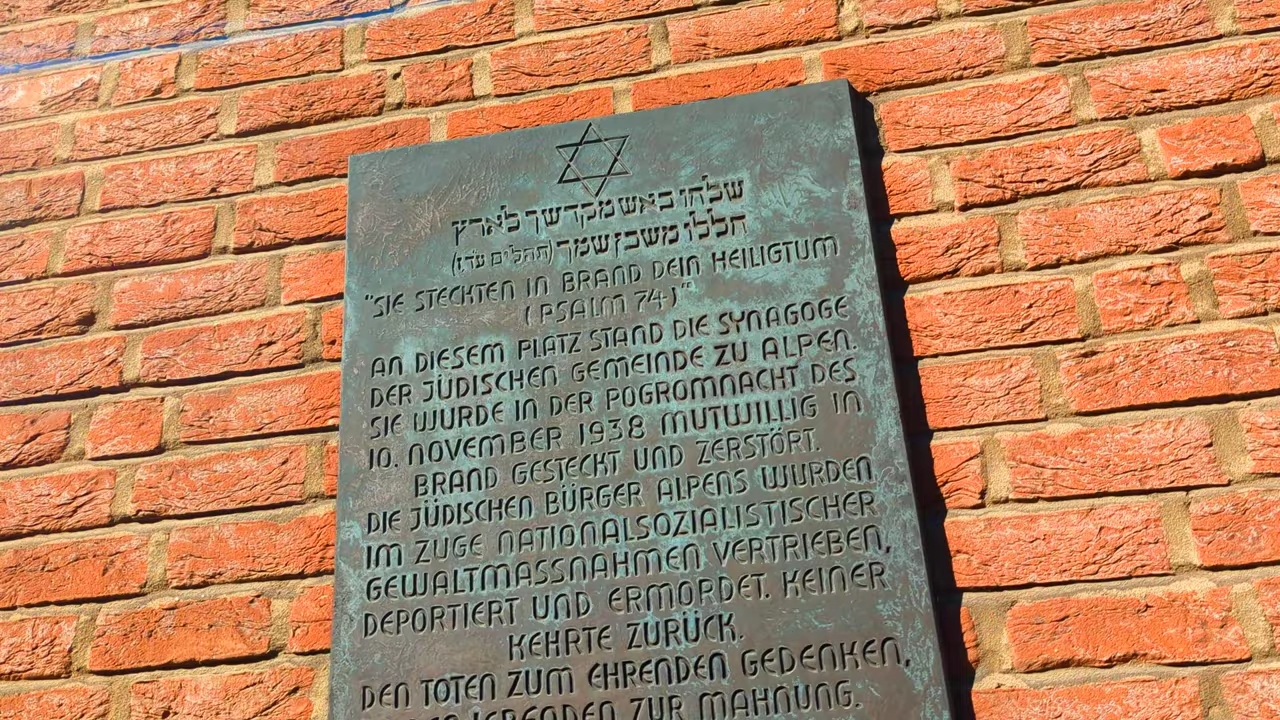 שלחו באש מקדשך לארץ
חללו משכן שמך (תהלים ע׳ד׳ז׳)
"SIE STECKTEN IN BRAND DEIN HEILIGTUM
(PSALM 74)"
AN DIESEM PLATZ STAND DIE SYNAGOGE
DER JÜDISCHEN GEMEINDE ZU ALPEN.
SIE WURDE IN DER POGROMNACHT DES
10. NOVEMBER 1938 MUTWILLIG IN
BRAND GESTECKT UND ZERSTÖRT.
DIE JÜDISCHEN BÜRGER ALPENS WURDEN
IM ZUGE NATIONALSOZIALISTISCHER
GEWALTMASSNAHMEN VERTRIEBEN,
DEPORTIERT UND ERMORDET. KEINER
KEHRTE ZURÜCK.
DEN TOTEN ZUM EHRENDEN GEDENKEN,
LEBENDEN ZUR MAHNUNG.